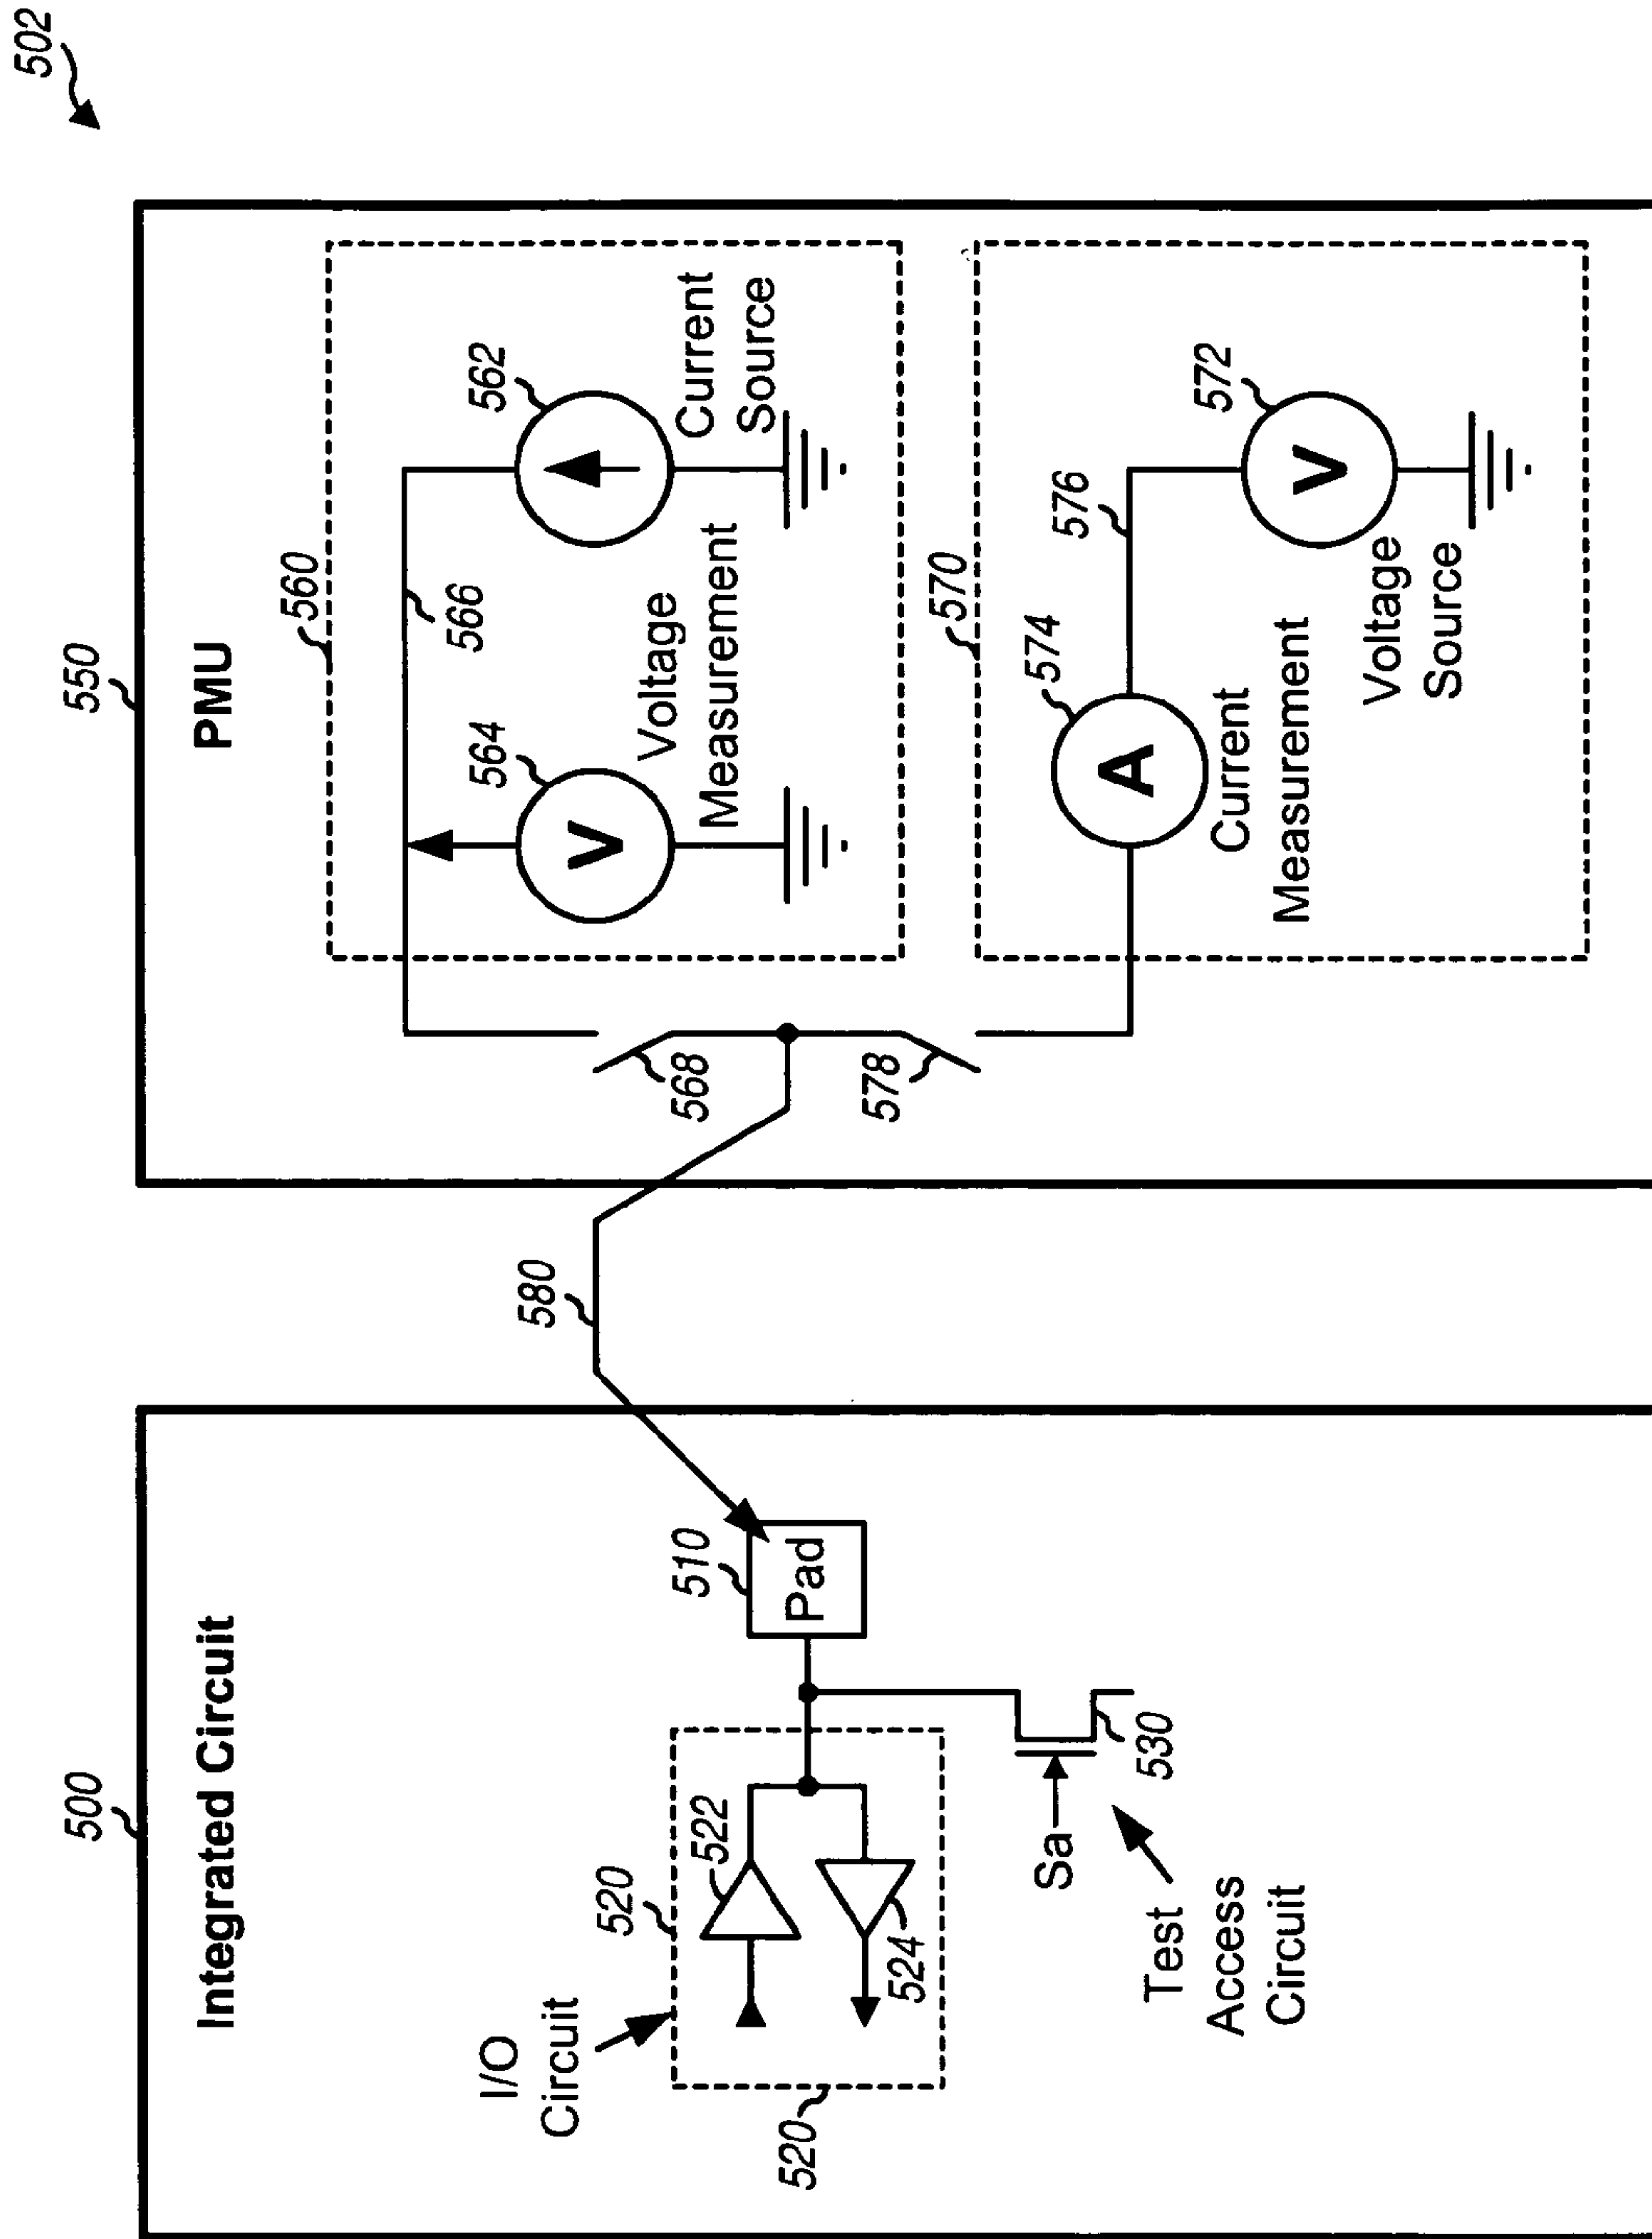 502
500
Integrated Circuit
I/O
Circuit
520
522
520
524
510
Pad
Sa
530
Test
Access
Circuit
580
550
PMU
560
566
564
V
Voltage
Measurement
562
Current
Source
568
578
570
574
A
Current
Measurement
576
572
V
Voltage
Source